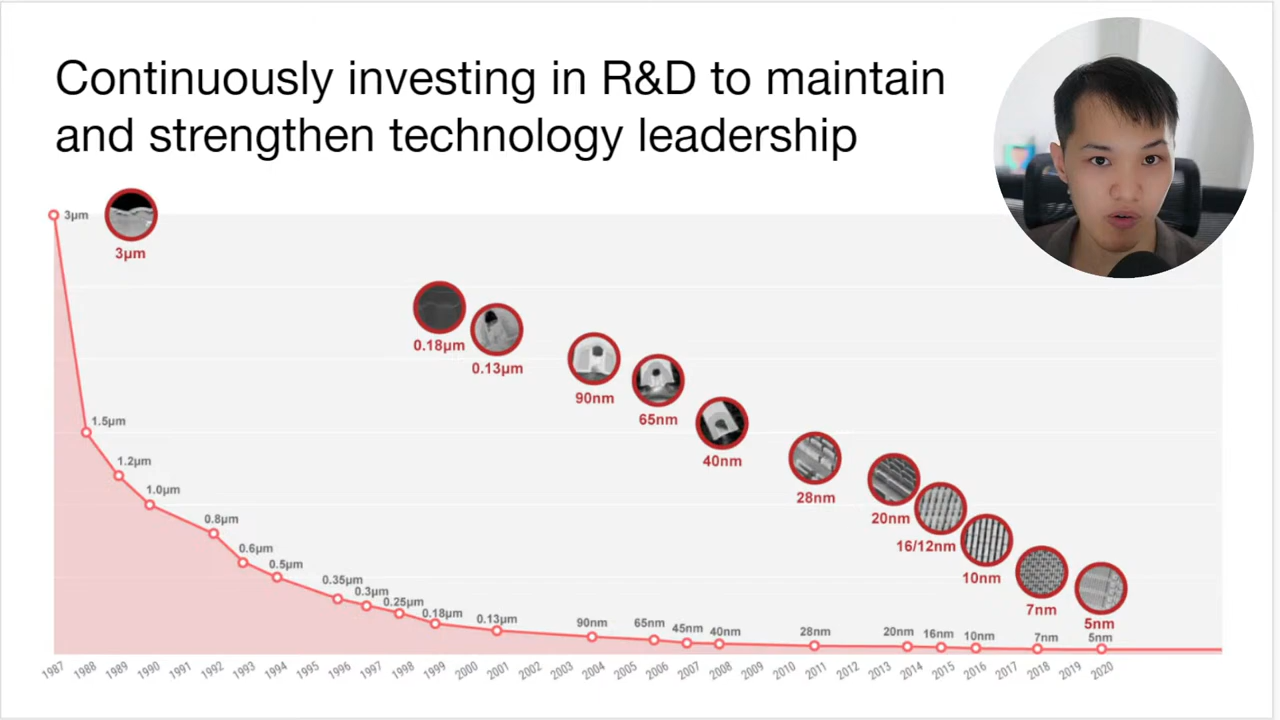 Continuously investing in R&D to maintain
and strengthen technology leadership
3μm
3μm
0.18μm
0.13μm
90nm
65nm
40nm
28nm
20nm
16/12nm
10nm
7nm
5nm
1.5μm
1.2μm
1.0μm
0.8μm
0.6μm
0.5μm
0.35μm
0.3μm
0.25μm
0.18μm
0.13μm
90nm
65nm
45nm
40nm
28nm
20nm
16nm
10nm
7nm
5nm
1987 1988 1989 1990 1991 1992 1993 1994 1995 1996 1997 1998 1999 2000 2001 2002 2003 2004 2005 2006 2007 2008 2009 2010 2011 2012 2013 2014 2015 2016 2017 2018 2019 2020